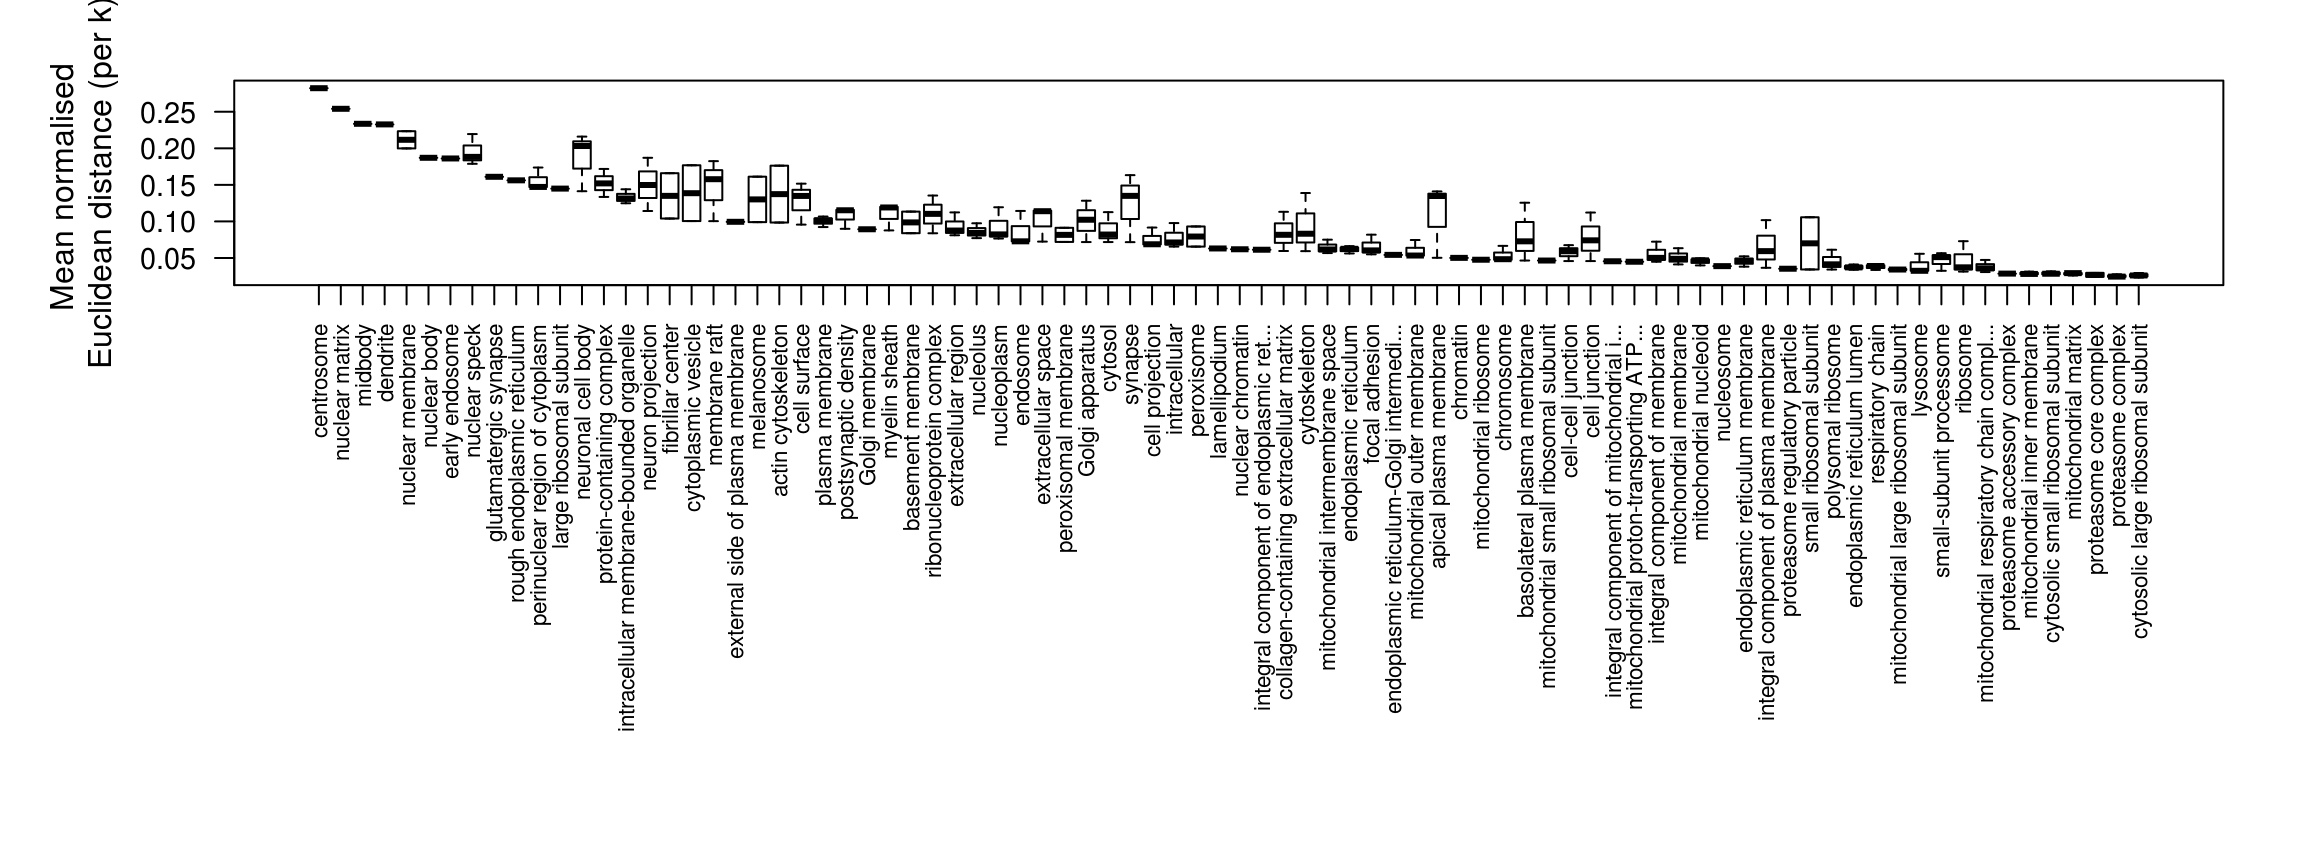 Mean normalised
Euclidean distance (per k)
0.25
0.20
0.15
0.10
0.05
centrosome
nuclear matrix
midbody
dendrite
nuclear membrane
nuclear body
early endosome
nuclear speck
glutamatergic synapse
rough endoplasmic reticulum
perinuclear region of cytoplasm
large ribosomal subunit
neuronal cell body
protein-containing complex
intracellular membrane-bounded organelle
neuron projection
fibrillar center
cytoplasmic vesicle
membrane raft
external side of plasma membrane
melanosome
actin cytoskeleton
cell surface
plasma membrane
postsynaptic density
Golgi membrane
myelin sheath
basement membrane
ribonucleoprotein complex
extracellular region
nucleolus
nucleoplasm
endosome
extracellular space
peroxisomal membrane
Golgi apparatus
cytosol
synapse
cell projection
intracellular
peroxisome
lamellipodium
nuclear chromatin
integral component of endoplasmic ret...
collagen-containing extracellular matrix
cytoskeleton
mitochondrial intermembrane space
endoplasmic reticulum
focal adhesion
endoplasmic reticulum-Golgi intermedi...
mitochondrial outer membrane
apical plasma membrane
chromatin
mitochondrial ribosome
chromosome
basolateral plasma membrane
mitochondrial small ribosomal subunit
cell-cell junction
cell junction
integral component of mitochondrial i...
mitochondrial proton-transporting ATP...
integral component of membrane
mitochondrial membrane
mitochondrial nucleoid
nucleosome
endoplasmic reticulum membrane
integral component of plasma membrane
proteasome regulatory particle
small ribosomal subunit
polysomal ribosome
endoplasmic reticulum lumen
respiratory chain
mitochondrial large ribosomal subunit
lysosome
small-subunit processome
ribosome
mitochondrial respiratory chain compl...
proteasome accessory complex
mitochondrial inner membrane
cytosolic small ribosomal subunit
mitochondrial matrix
proteasome core complex
proteasome complex
cytosolic large ribosomal subunit